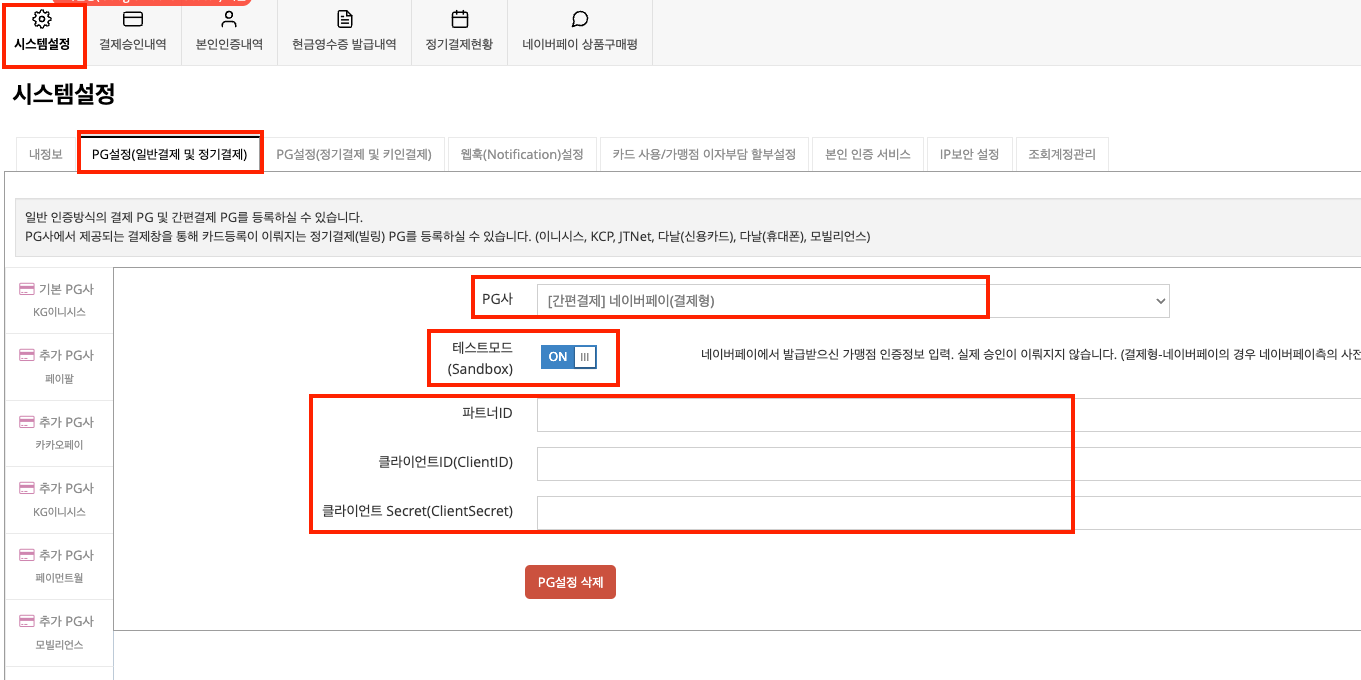 시스템설정
결제승인내역
본인인증내역
현금영수증 발급내역
정기결제현황
네이버페이 상품구매평
시스템설정
내정보
PG설정(일반결제 및 정기결제)
PG설정(정기결제 및 키인결제)
웹훅(Notification)설정
카드 사용/가맹점 이자부담 할부설정
본인 인증 서비스
IP보안 설정
조회계정관리
일반 인증방식의 결제 PG 및 간편결제 PG를 등록하실 수 있습니다.
PG사에서 제공되는 결제창을 통해 카드등록이 이뤄지는 정기결제(빌링) PG를 등록하실 수 있습니다. (이니시스, KCP, JTNet, 다날(신용카드), 다날(휴대폰), 모빌리언스)
기본 PG사
KG이니시스
추가 PG사
페이팔
추가 PG사
카카오페이
추가 PG사
KG이니시스
추가 PG사
페이먼트월
추가 PG사
모빌리언스
PG사
[간편결제] 네이버페이(결제형)
테스트모드
(Sandbox)
ON
네이버페이에서 발급받으신 가맹점 인증정보 입력. 실제 승인이 이뤄지지 않습니다. (결제형-네이버페이의 경우 네이버페이측의 사전
파트너ID
클라이언트ID(ClientID)
클라이언트 Secret(ClientSecret)
PG설정 삭제